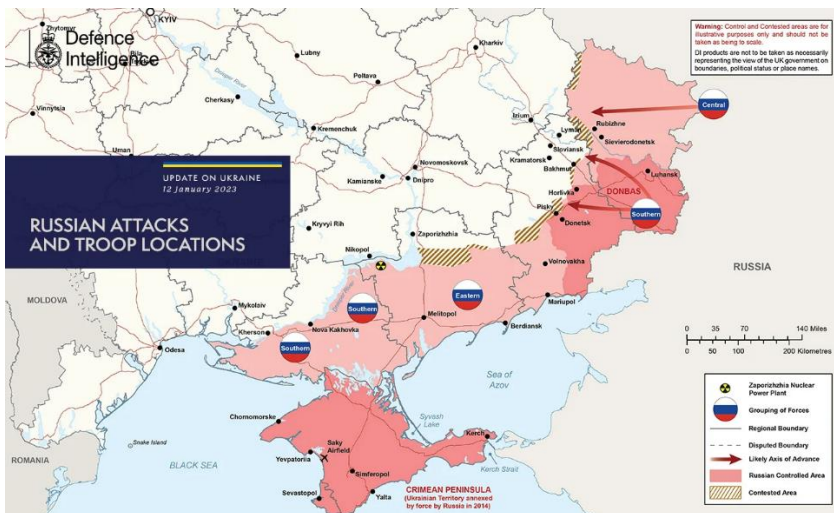 Defence
Intelligence
UPDATE ON UKRAINE
12 January 2023
RUSSIAN ATTACKS
AND TROOP LOCATIONS
Warning: Control and Contested areas are for
illustrative purposes only and should not be
taken as being to scale.
DI products are not to be taken as necessarily
representing the view of the UK government on
boundaries, political status or place names.
Zhytomyr
KYIV
Bila
Lubny
Kharkiv
Poltava
Vinnytsia
Cherkasy
Kremenchuk
Izium
Lyman
Rubizhne
Sievierodonetsk
Central
Uman
Sloviansk
Kramatorsk
Bakhmut
Novomoskovsk
Kamianske
Dnipro
Luhansk
DONBAS
Horlivka
Southern
Pisky
Donetsk
Kryvyi Rih
Zaporizhzhia
Nikopol
Volnovakha
RUSSIA
MOLDOVA
Mykolaiv
Southern
Eastern
Mariupol
Melitopol
Berdiansk
Kherson
Nova Kakhovka
Odesa
Southern
0 35 70 140 Miles
0 50 100 200 Kilometres
Sea of
Azov
Syvash
Lake
Chornomorske
Snake Island
Kerch
Saky
Airfield
Yevpatoria
Kerch Strait
ROMANIA
BLACK SEA
Simferopol
Sevastopol
Yalta
CRIMEAN PENINSULA
(Ukrainian Territory annexed
by force by Russia in 2014)
Zaporizhzhia Nuclear
Power Plant
Grouping of Forces
Regional Boundary
Disputed Boundary
Likely Axis of Advance
Russian Controlled Area
Contested Area